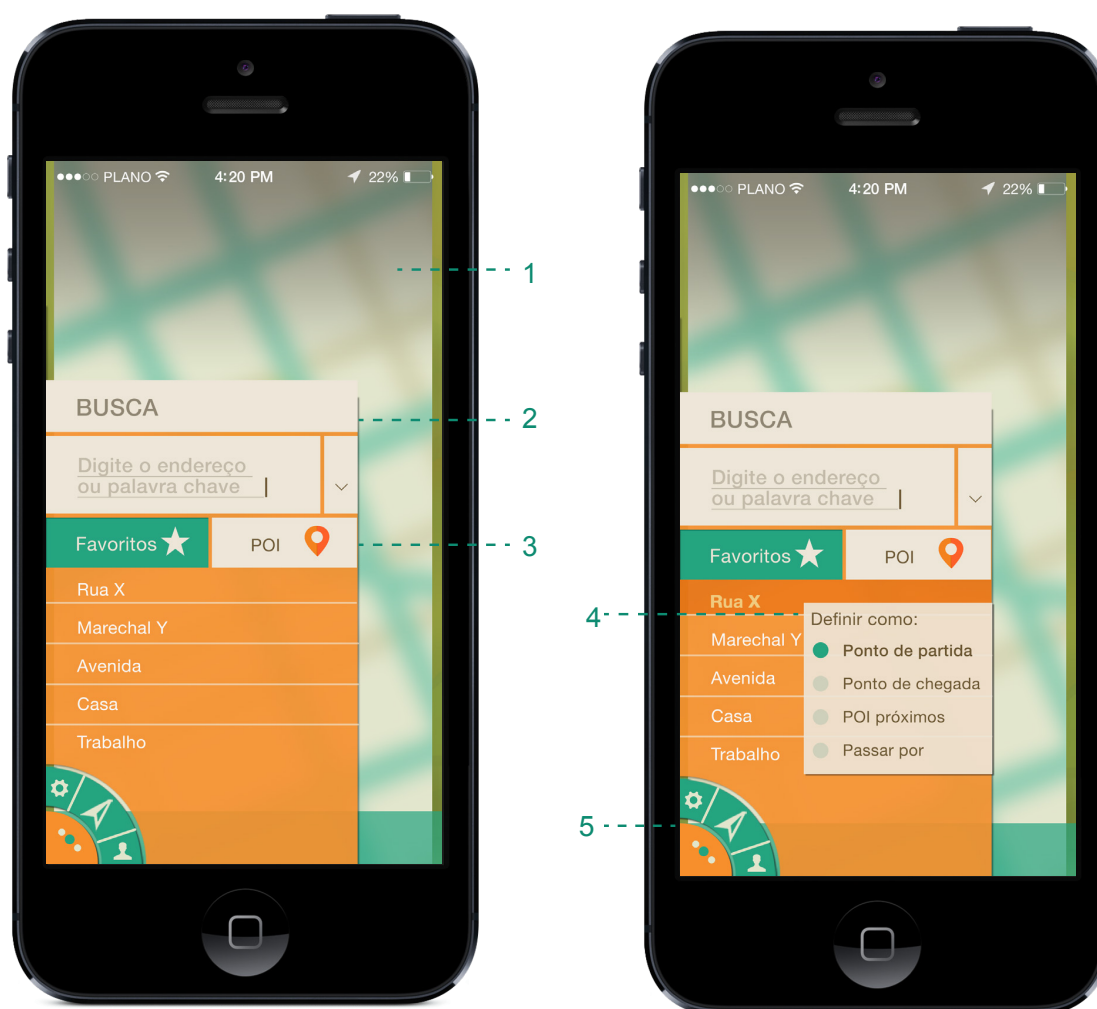 PLANO 4:20 PM 22%
1
BUSCA
2
Digite o endereço
ou palavra chave
Favoritos POI
3
Rua X
Marechal Y
Avenida
Casa
Trabalho
PLANO 4:20 PM 22%
BUSCA
Digite o endereço
ou palavra chave
Favoritos POI
Rua X
4
Definir como:
Marechal Y
Ponto de partida
Avenida
Ponto de chegada
Casa
POI próximos
Trabalho
Passar por
5